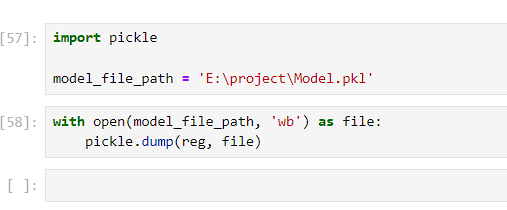 [57]: import pickle
model_file_path = 'E:\project\Model.pkl'
[58]: with open(model_file_path, 'wb') as file:
    pickle.dump(reg, file)
[ ]: